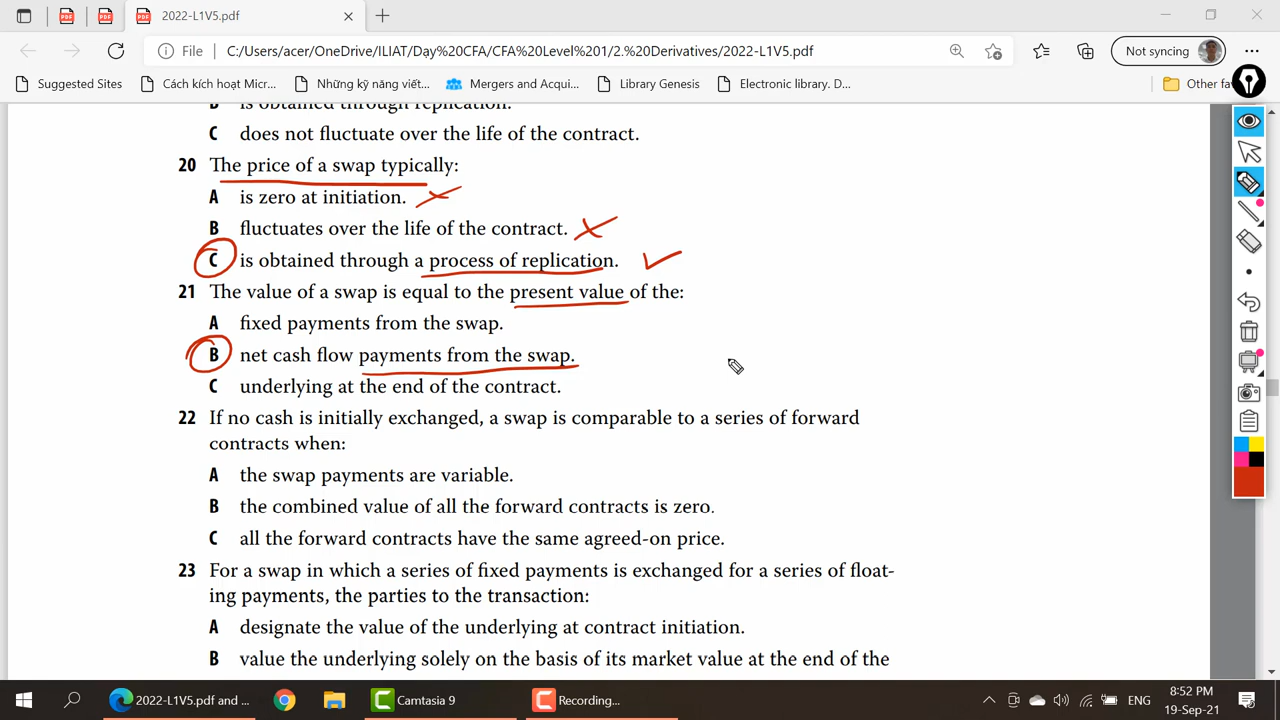 2022-L1V5.pdf
File C:/Users/acer/OneDrive/ILIAT/Day%20CFA/CFA%20Level%201/2.%20Derivatives/2022-L1V5.pdf Not syncing
Suggested Sites Cách kích hoạt Micr... Những kỹ năng viết... Mergers and Acqui... Library Genesis Electronic library. D... Other fa
B is obtained through replication.
C does not fluctuate over the life of the contract.
20 The price of a swap typically:
A is zero at initiation.
B fluctuates over the life of the contract.
C is obtained through a process of replication.
21 The value of a swap is equal to the present value of the:
A fixed payments from the swap.
B net cash flow payments from the swap.
C underlying at the end of the contract.
22 If no cash is initially exchanged, a swap is comparable to a series of forward
contracts when:
A the swap payments are variable.
B the combined value of all the forward contracts is zero.
C all the forward contracts have the same agreed-on price.
23 For a swap in which a series of fixed payments is exchanged for a series of float-
ing payments, the parties to the transaction:
A designate the value of the underlying at contract initiation.
B value the underlying solely on the basis of its market value at the end of the
2022-L1V5.pdf and ... Camtasia 9 Recording... ENG 8:52 PM
19-Sep-21